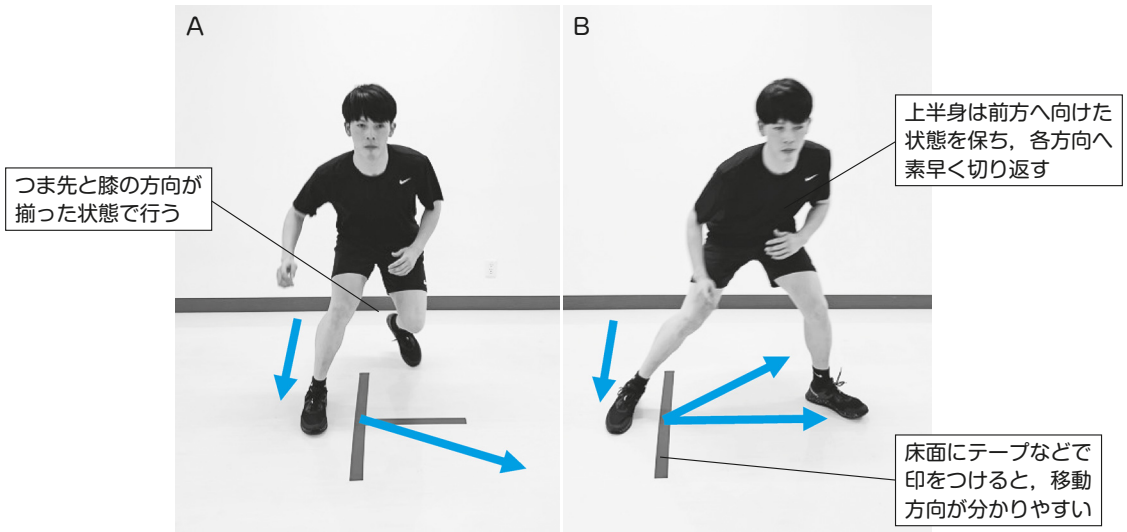 A
B
つま先と膝の方向が
揃った状態で行う
上半身は前方へ向けた
状態を保ち，各方向へ
素早く切り返す
床面にテープなどで
印をつけると，移動
方向が分かりやすい